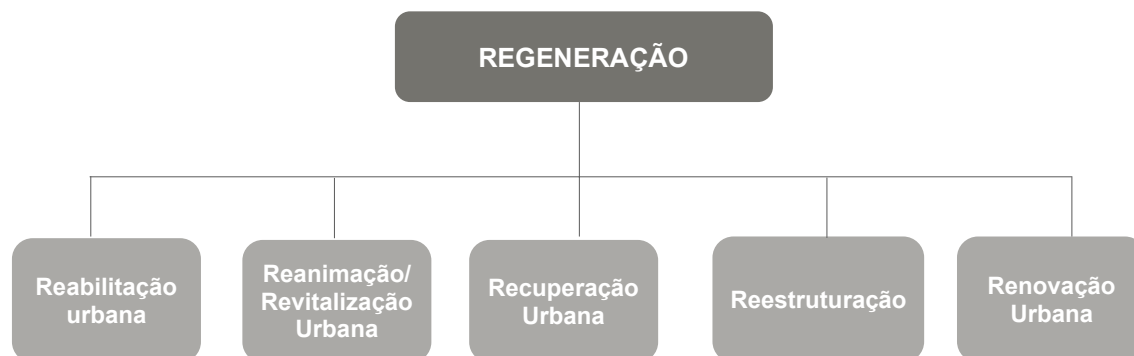 REGENERAÇÃO
Reabilitação
urbana
Reanimação/
Revitalização
Urbana
Recuperação
Urbana
Reestruturação
Renovação
Urbana